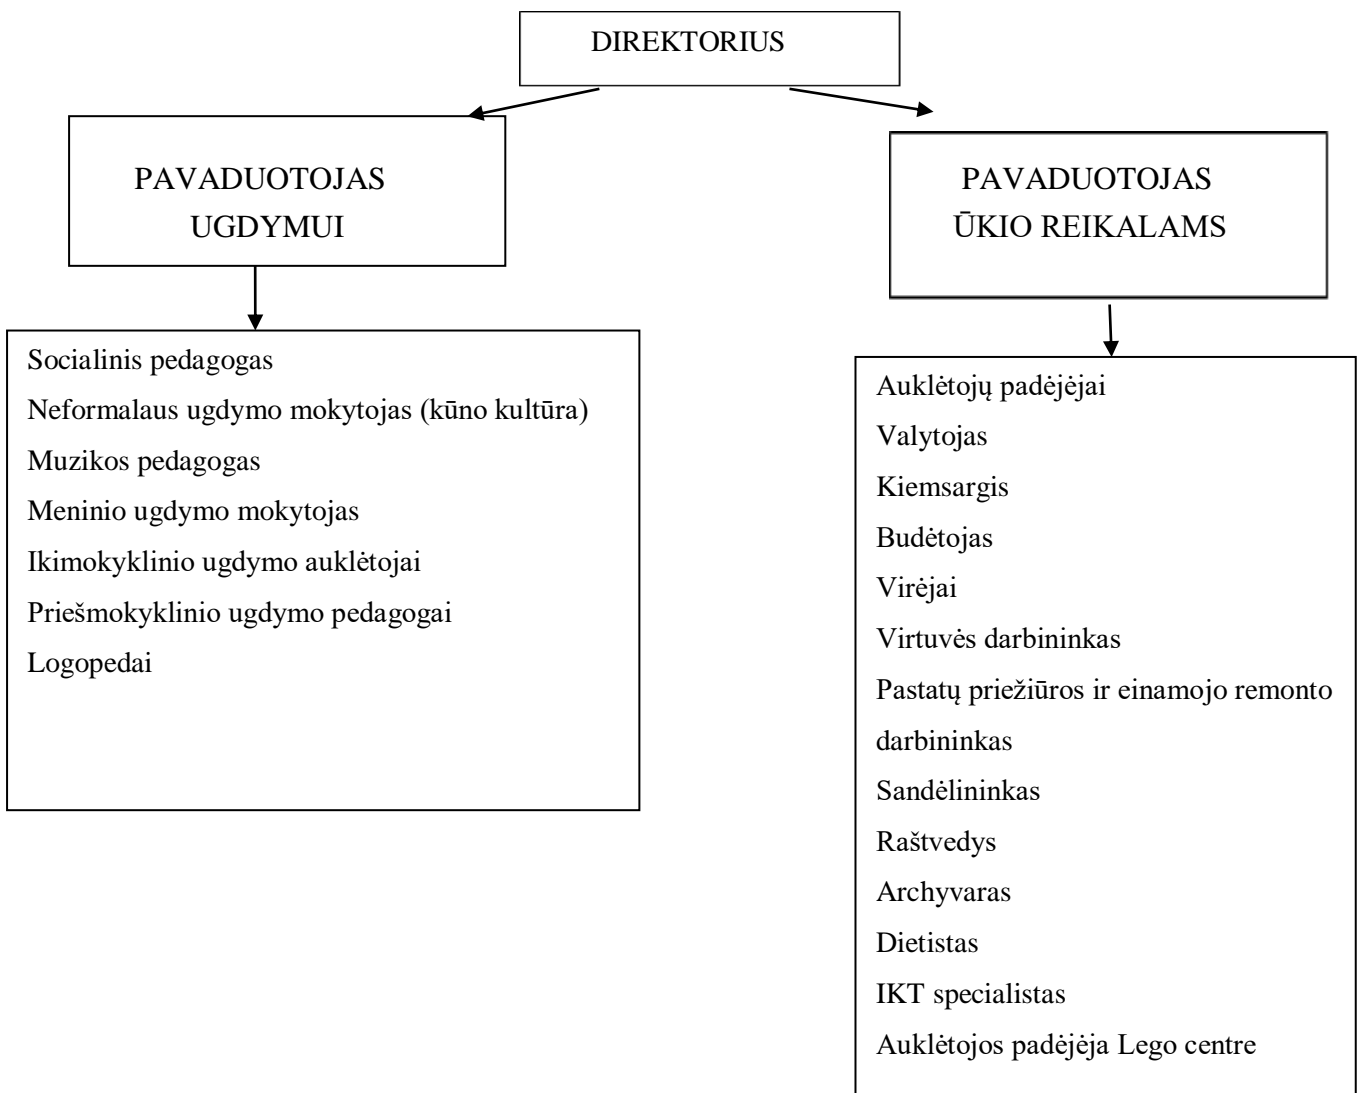 DIREKTORIUS
PAVADUOTOJAS
UGDYMUI
PAVADUOTOJAS
ŪKIO REIKALAMS
Socialinis pedagogas
Neformalaus ugdymo mokytojas (kūno kultūra)
Muzikos pedagogas
Meninio ugdymo mokytojas
Ikimokyklinio ugdymo auklėtojai
Priešmokyklinio ugdymo pedagogai
Logopedai
Auklėtojų padėjėjai
Valytojas
Kiemsargis
Budėtojas
Virėjai
Virtuvės darbininkas
Pastatų priežiūros ir einamojo remonto
darbininkas
Sandėlininkas
Raštvedys
Archyvaras
Dietistas
IKT specialistas
Auklėtojos padėjėja Lego centre